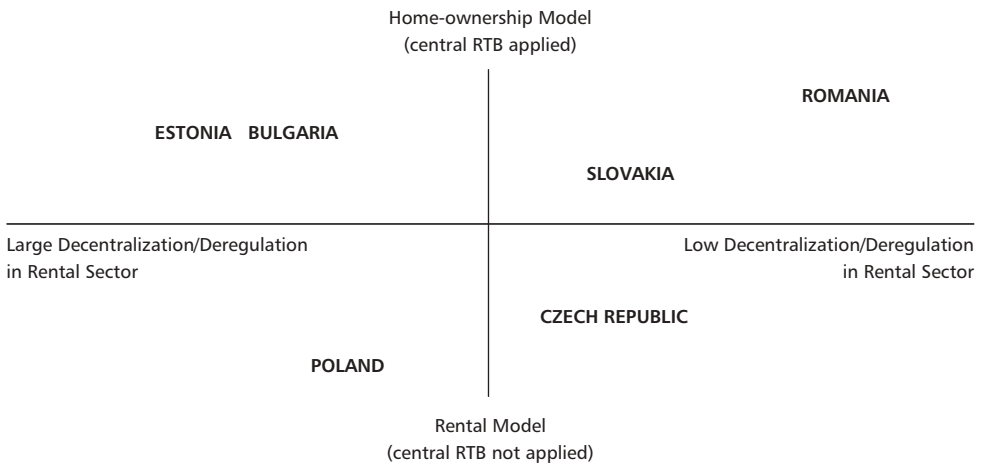 Home-ownership Model
(central RTB applied)
ROMANIA
ESTONIA BULGARIA
SLOVAKIA
Large Decentralization/Deregulation
in Rental Sector
Low Decentralization/Deregulation
in Rental Sector
CZECH REPUBLIC
POLAND
Rental Model
(central RTB not applied)